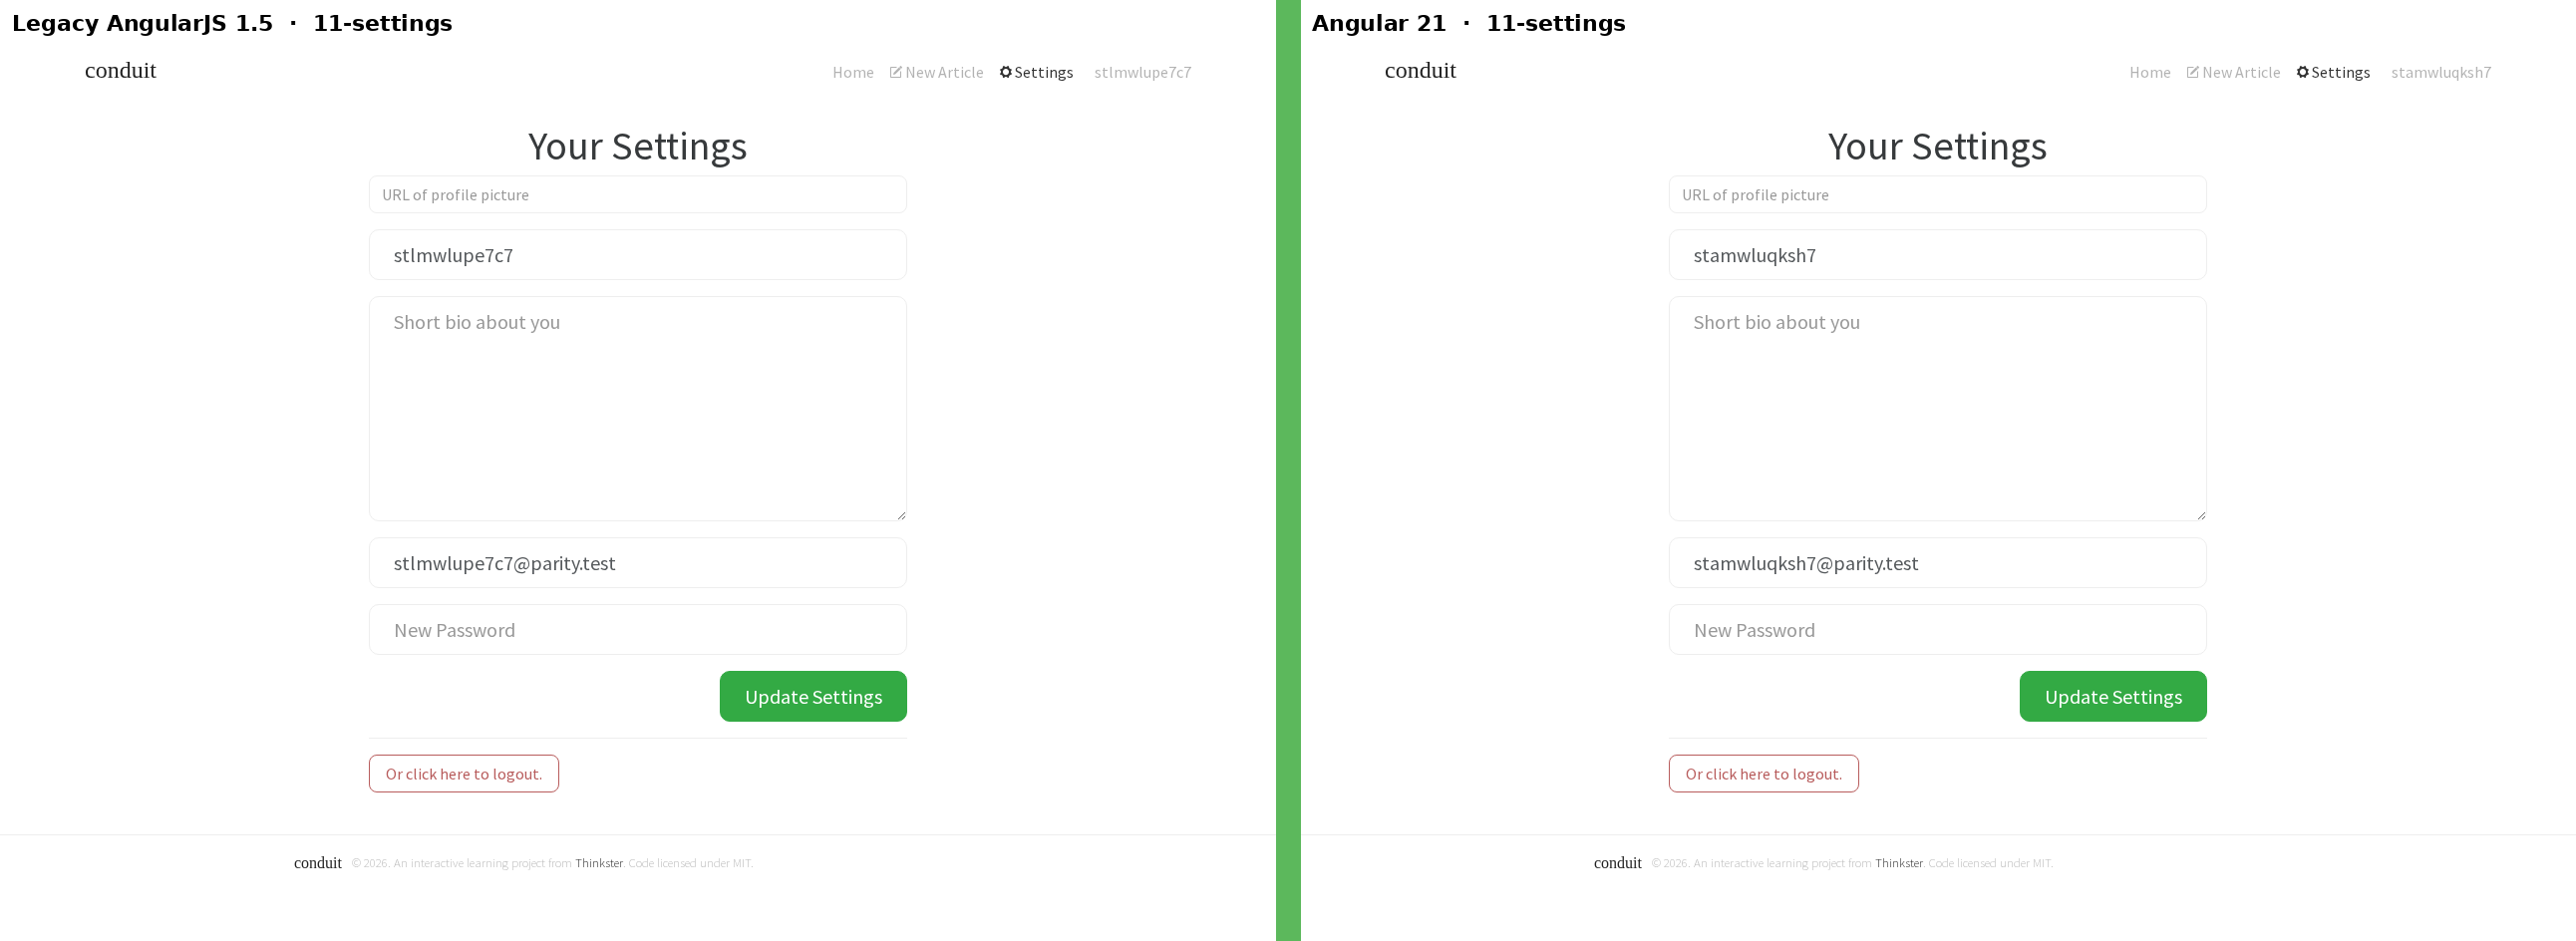 Legacy AngularJS 1.5 · 11-settings
conduit
Home New Article Settings stlmwlupe7c7
Your Settings
URL of profile picture
stlmwlupe7c7
Short bio about you
stlmwlupe7c7@parity.test
New Password
Update Settings
Or click here to logout.
conduit © 2026. An interactive learning project from Thinkster. Code licensed under MIT.
Angular 21 · 11-settings
conduit
Home New Article Settings stamwluqksh7
Your Settings
URL of profile picture
stamwluqksh7
Short bio about you
stamwluqksh7@parity.test
New Password
Update Settings
Or click here to logout.
conduit © 2026. An interactive learning project from Thinkster. Code licensed under MIT.